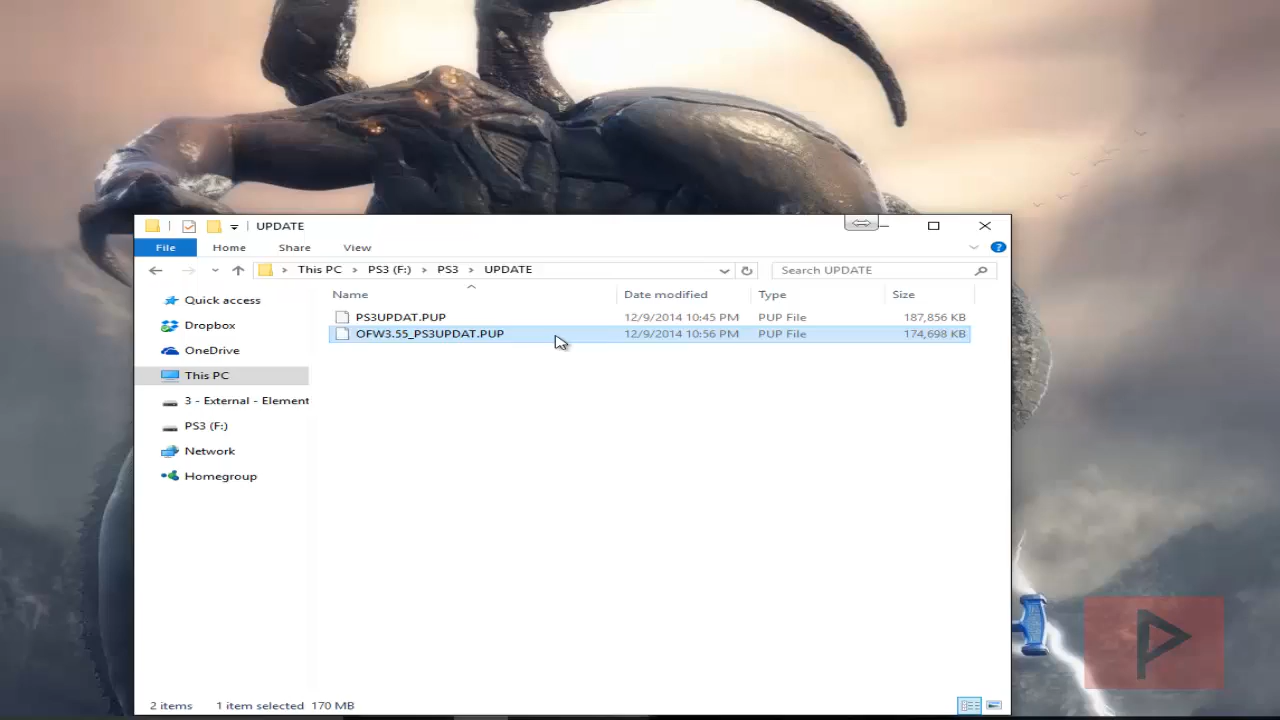 UPDATE
File Home Share View
This PC PS3 (F:) PS3 UPDATE Search UPDATE
Name Date modified Type Size
Quick access
Dropbox
OneDrive
This PC
3 - External - Element
PS3 (F:)
Network
Homegroup
PS3UPDAT.PUP 12/9/2014 10:45 PM PUP File 187,856 KB
OFW3.55_PS3UPDAT.PUP 12/9/2014 10:56 PM PUP File 174,698 KB
2 items 1 item selected 170 MB
P